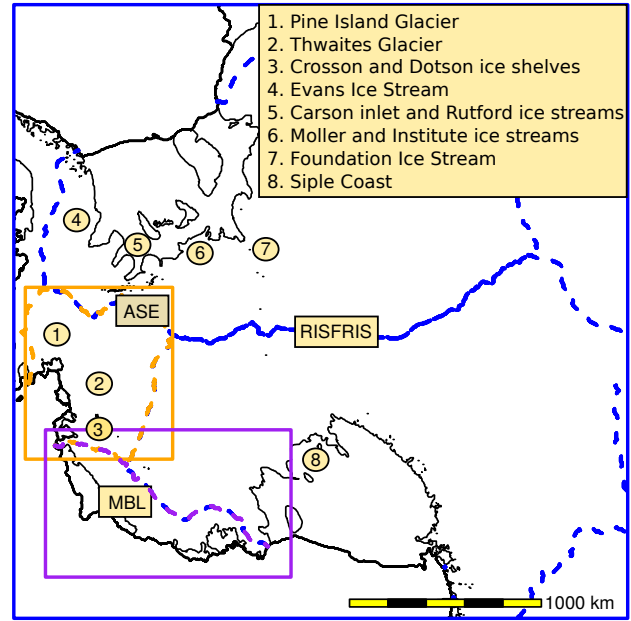 1. Pine Island Glacier
2. Thwaites Glacier
3. Crosson and Dotson ice shelves
4. Evans Ice Stream
5. Carson inlet and Rutford ice streams
6. Moller and Institute ice streams
7. Foundation Ice Stream
8. Siple Coast
4
5
6
7
ASE
1
RISFRIS
2
3
8
MBL
1000 km